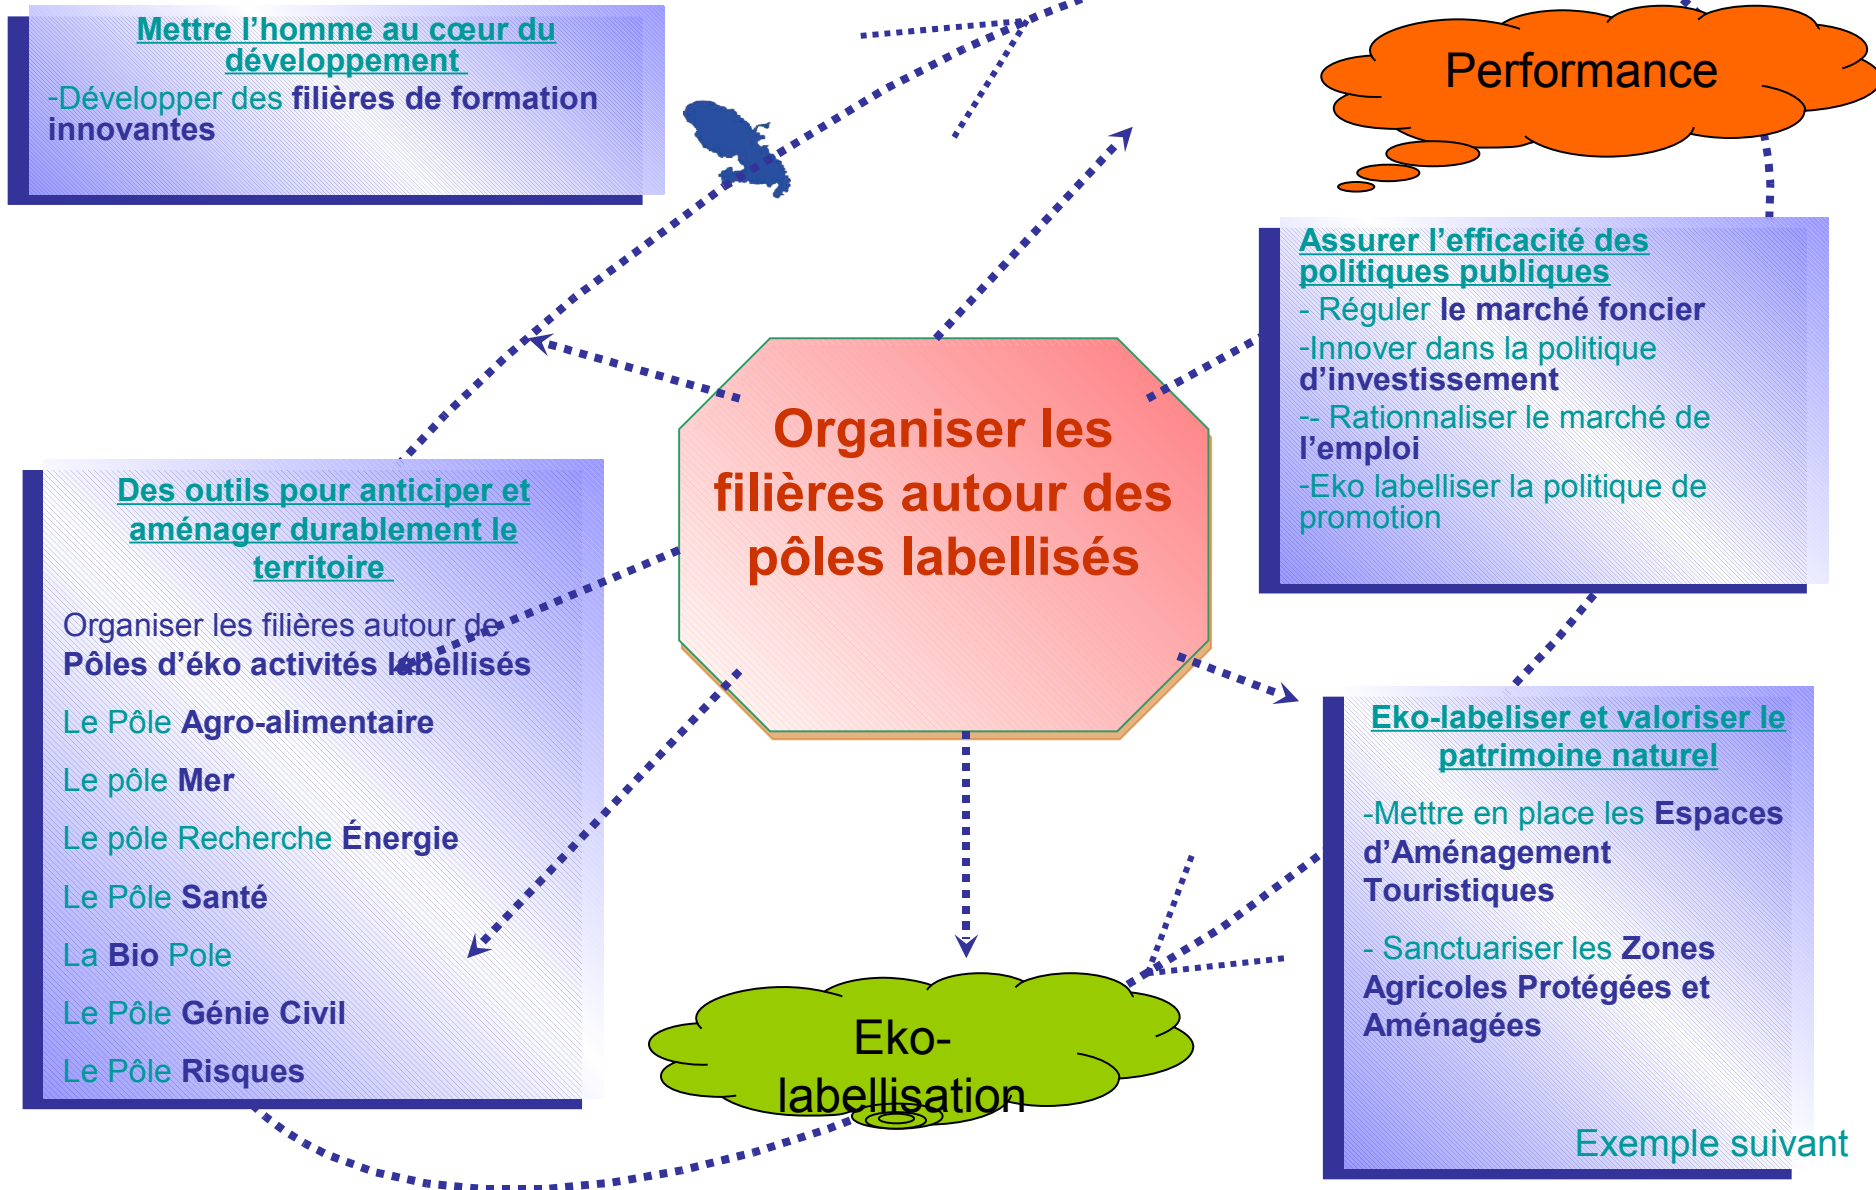 Mettre l’homme au cœur du
développement
-Développer des filières de formation
innovantes
Performance
Assurer l’efficacité des
politiques publiques
- Réguler le marché foncier
-Innover dans la politique
d’investissement
-- Rationnaliser le marché de
l’emploi
-Eko labelliser la politique de
promotion
Organiser les
filières autour des
pôles labellisés
Des outils pour anticiper et
aménager durablement le
territoire
Organiser les filières autour de
Pôles d’éko activités labellisés
Le Pôle Agro-alimentaire
Le pôle Mer
Le pôle Recherche Énergie
Le Pôle Santé
La Bio Pole
Le Pôle Génie Civil
Le Pôle Risques
Eko-
labellisation
Eko-labeliser et valoriser le
patrimoine naturel
-Mettre en place les Espaces
d’Aménagement
Touristiques
- Sanctuariser les Zones
Agricoles Protégées et
Aménagées
Exemple suivant